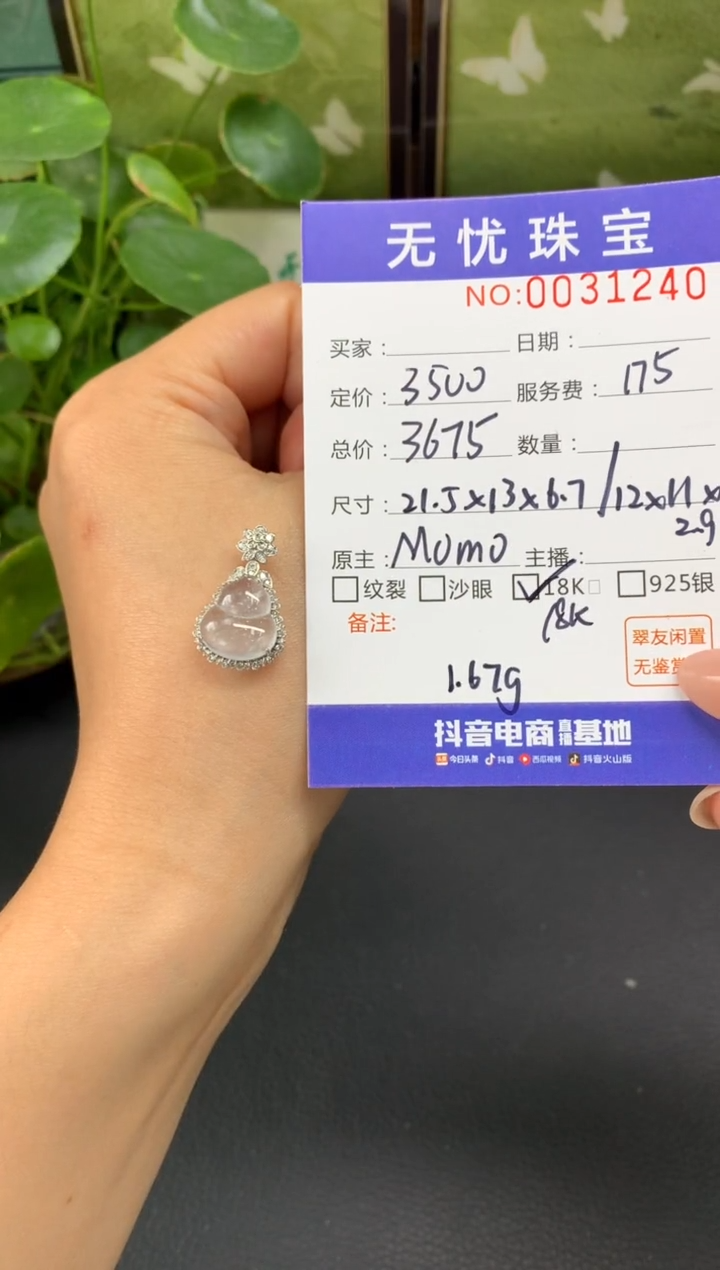 无忧珠宝
NO:0031240
买家： 日期：
定价：3500 服务费：175
总价：3675 数量：
尺寸：21.5x13x6.7/12x11x
2.9
原主：MOMO 主播：
纹裂 沙眼 18K 925银
备注： 18K
翠友闲置
无鉴赏
1.67g
抖音电商直播基地
今日头条 抖音 西瓜视频 抖音火山版